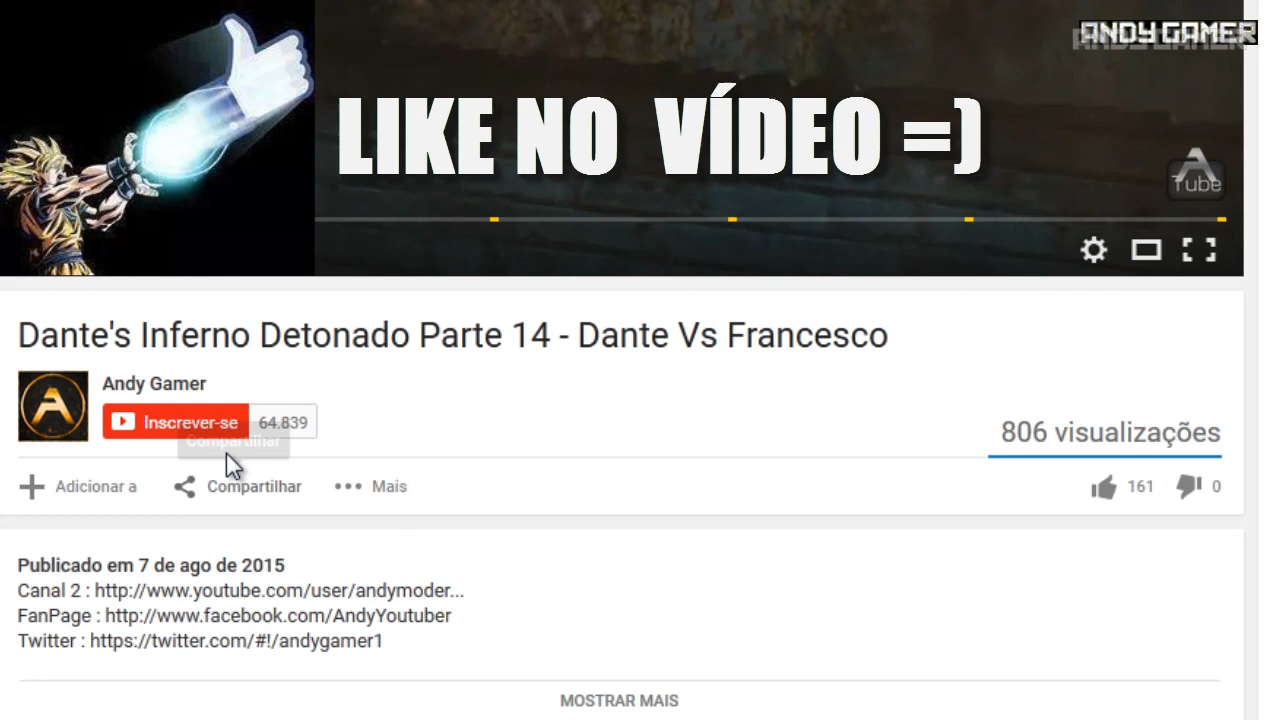 ANDY GAMER
LIKE NO VÍDEO =)
A
Tube
Dante's Inferno Detonado Parte 14 - Dante Vs Francesco
A
Andy Gamer
Inscrever-se 64.839
Compartilhar
806 visualizações
Adicionar a Compartilhar Mais 161 0
Publicado em 7 de ago de 2015
Canal 2 : http://www.youtube.com/user/andymoder...
FanPage : http://www.facebook.com/AndyYoutuber
Twitter : https://twitter.com/#!/andygamer1
MOSTRAR MAIS